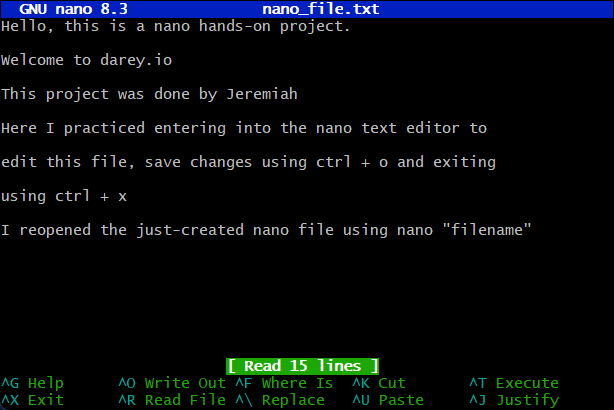 GNU nano 8.3 nano_file.txt
Hello, this is a nano hands-on project.
Welcome to darey.io
This project was done by Jeremiah
Here I practiced entering into the nano text editor to
edit this file, save changes using ctrl + o and exiting
using ctrl + x
I reopened the just-created nano file using nano "filename"
[ Read 15 lines ]
^G Help ^O Write Out ^F Where Is ^K Cut ^T Execute
^X Exit ^R Read File ^\ Replace ^U Paste ^J Justify